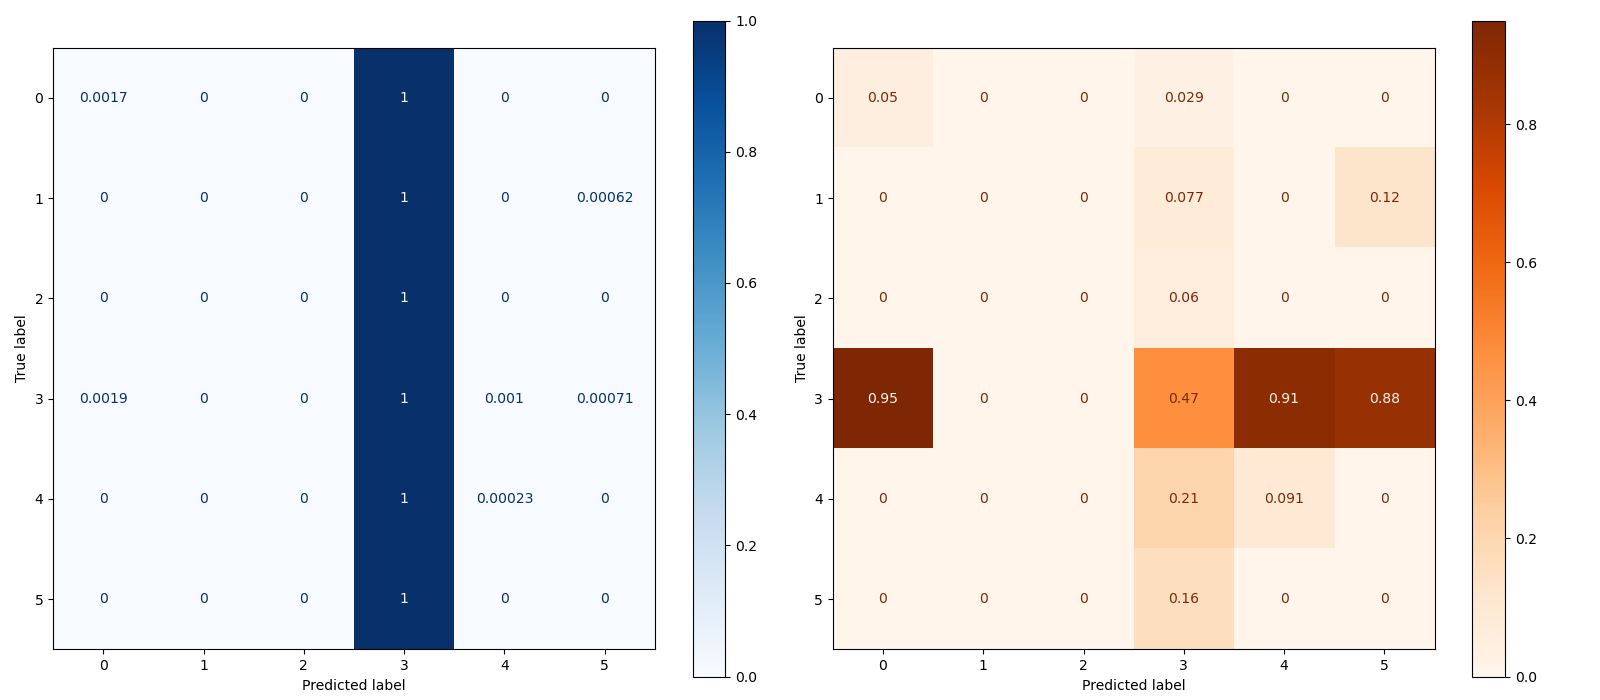 0 0.0017 0 0 1 0 0
1 0 0 0 1 0 0.00062
2 0 0 0 1 0 0
3 0.0019 0 0 1 0.001 0.00071
4 0 0 0 1 0.00023 0
5 0 0 0 1 0 0
0 1 2 3 4 5
Predicted label
True label
1.0
0.8
0.6
0.4
0.2
0.0
0 0.05 0 0 0.029 0 0
1 0 0 0 0.077 0 0.12
2 0 0 0 0.06 0 0
3 0.95 0 0 0.47 0.91 0.88
4 0 0 0 0.21 0.091 0
5 0 0 0 0.16 0 0
0 1 2 3 4 5
Predicted label
True label
0.8
0.6
0.4
0.2
0.0